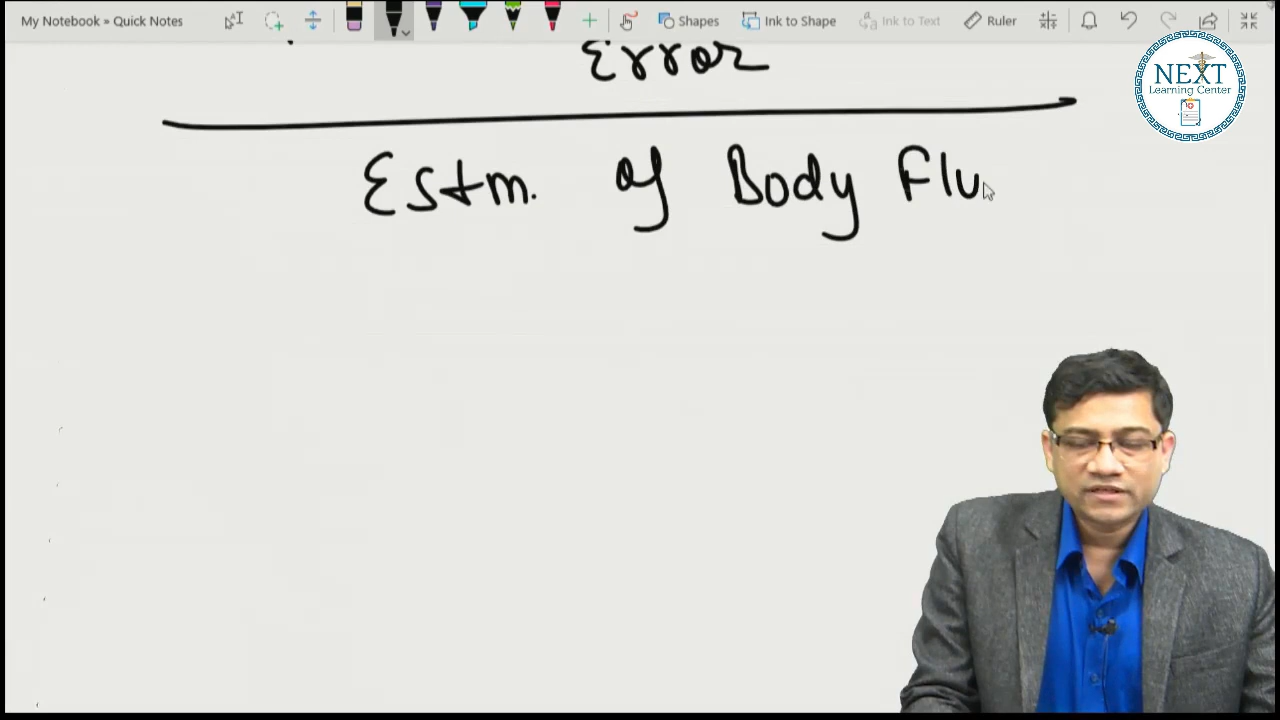 My Notebook » Quick Notes
Shapes
Ink to Shape
Ink to Text
Ruler
Error
NEXT
Learning Center
Estm. of Body Flu